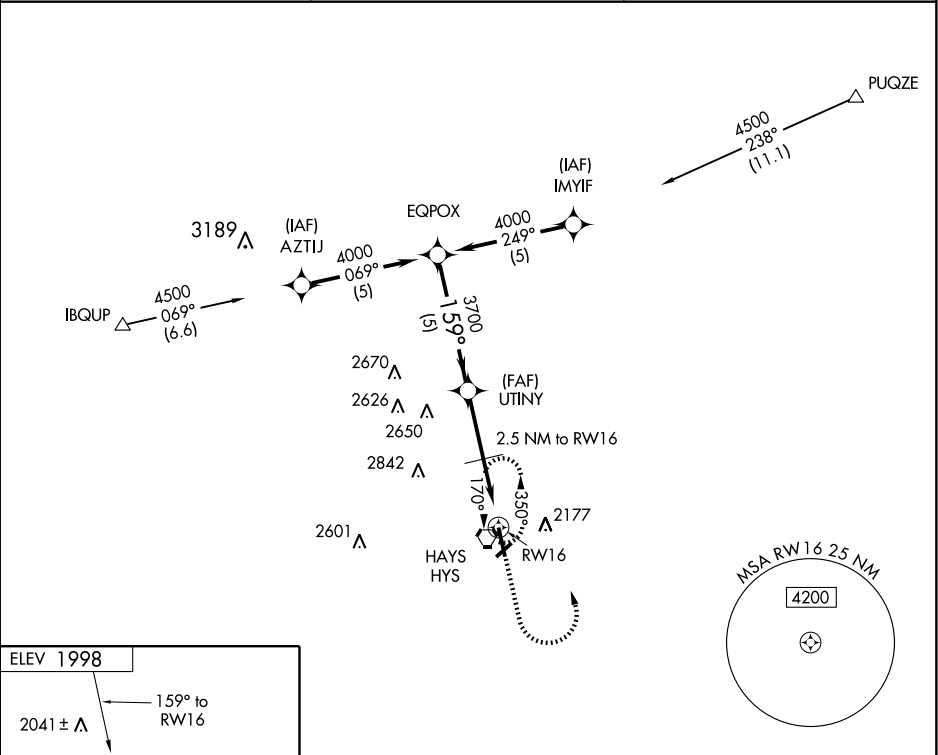 PUQZE
4500
238°
(11.1)
(IAF)
IMYIF
EQPOX
4000
249°
(5)
3189
(IAF)
AZTIJ
4000
069°
(5)
4500
069°
(6.6)
IBQUP
3700
159°
(5)
2670
(FAF)
UTINY
2626
2650
2.5 NM to RW16
2842
170°
350°
2177
2601
HAYS
HYS
RW16
MSA RW16 25 NM
4200
ELEV 1998
159° to
RW16
2041±